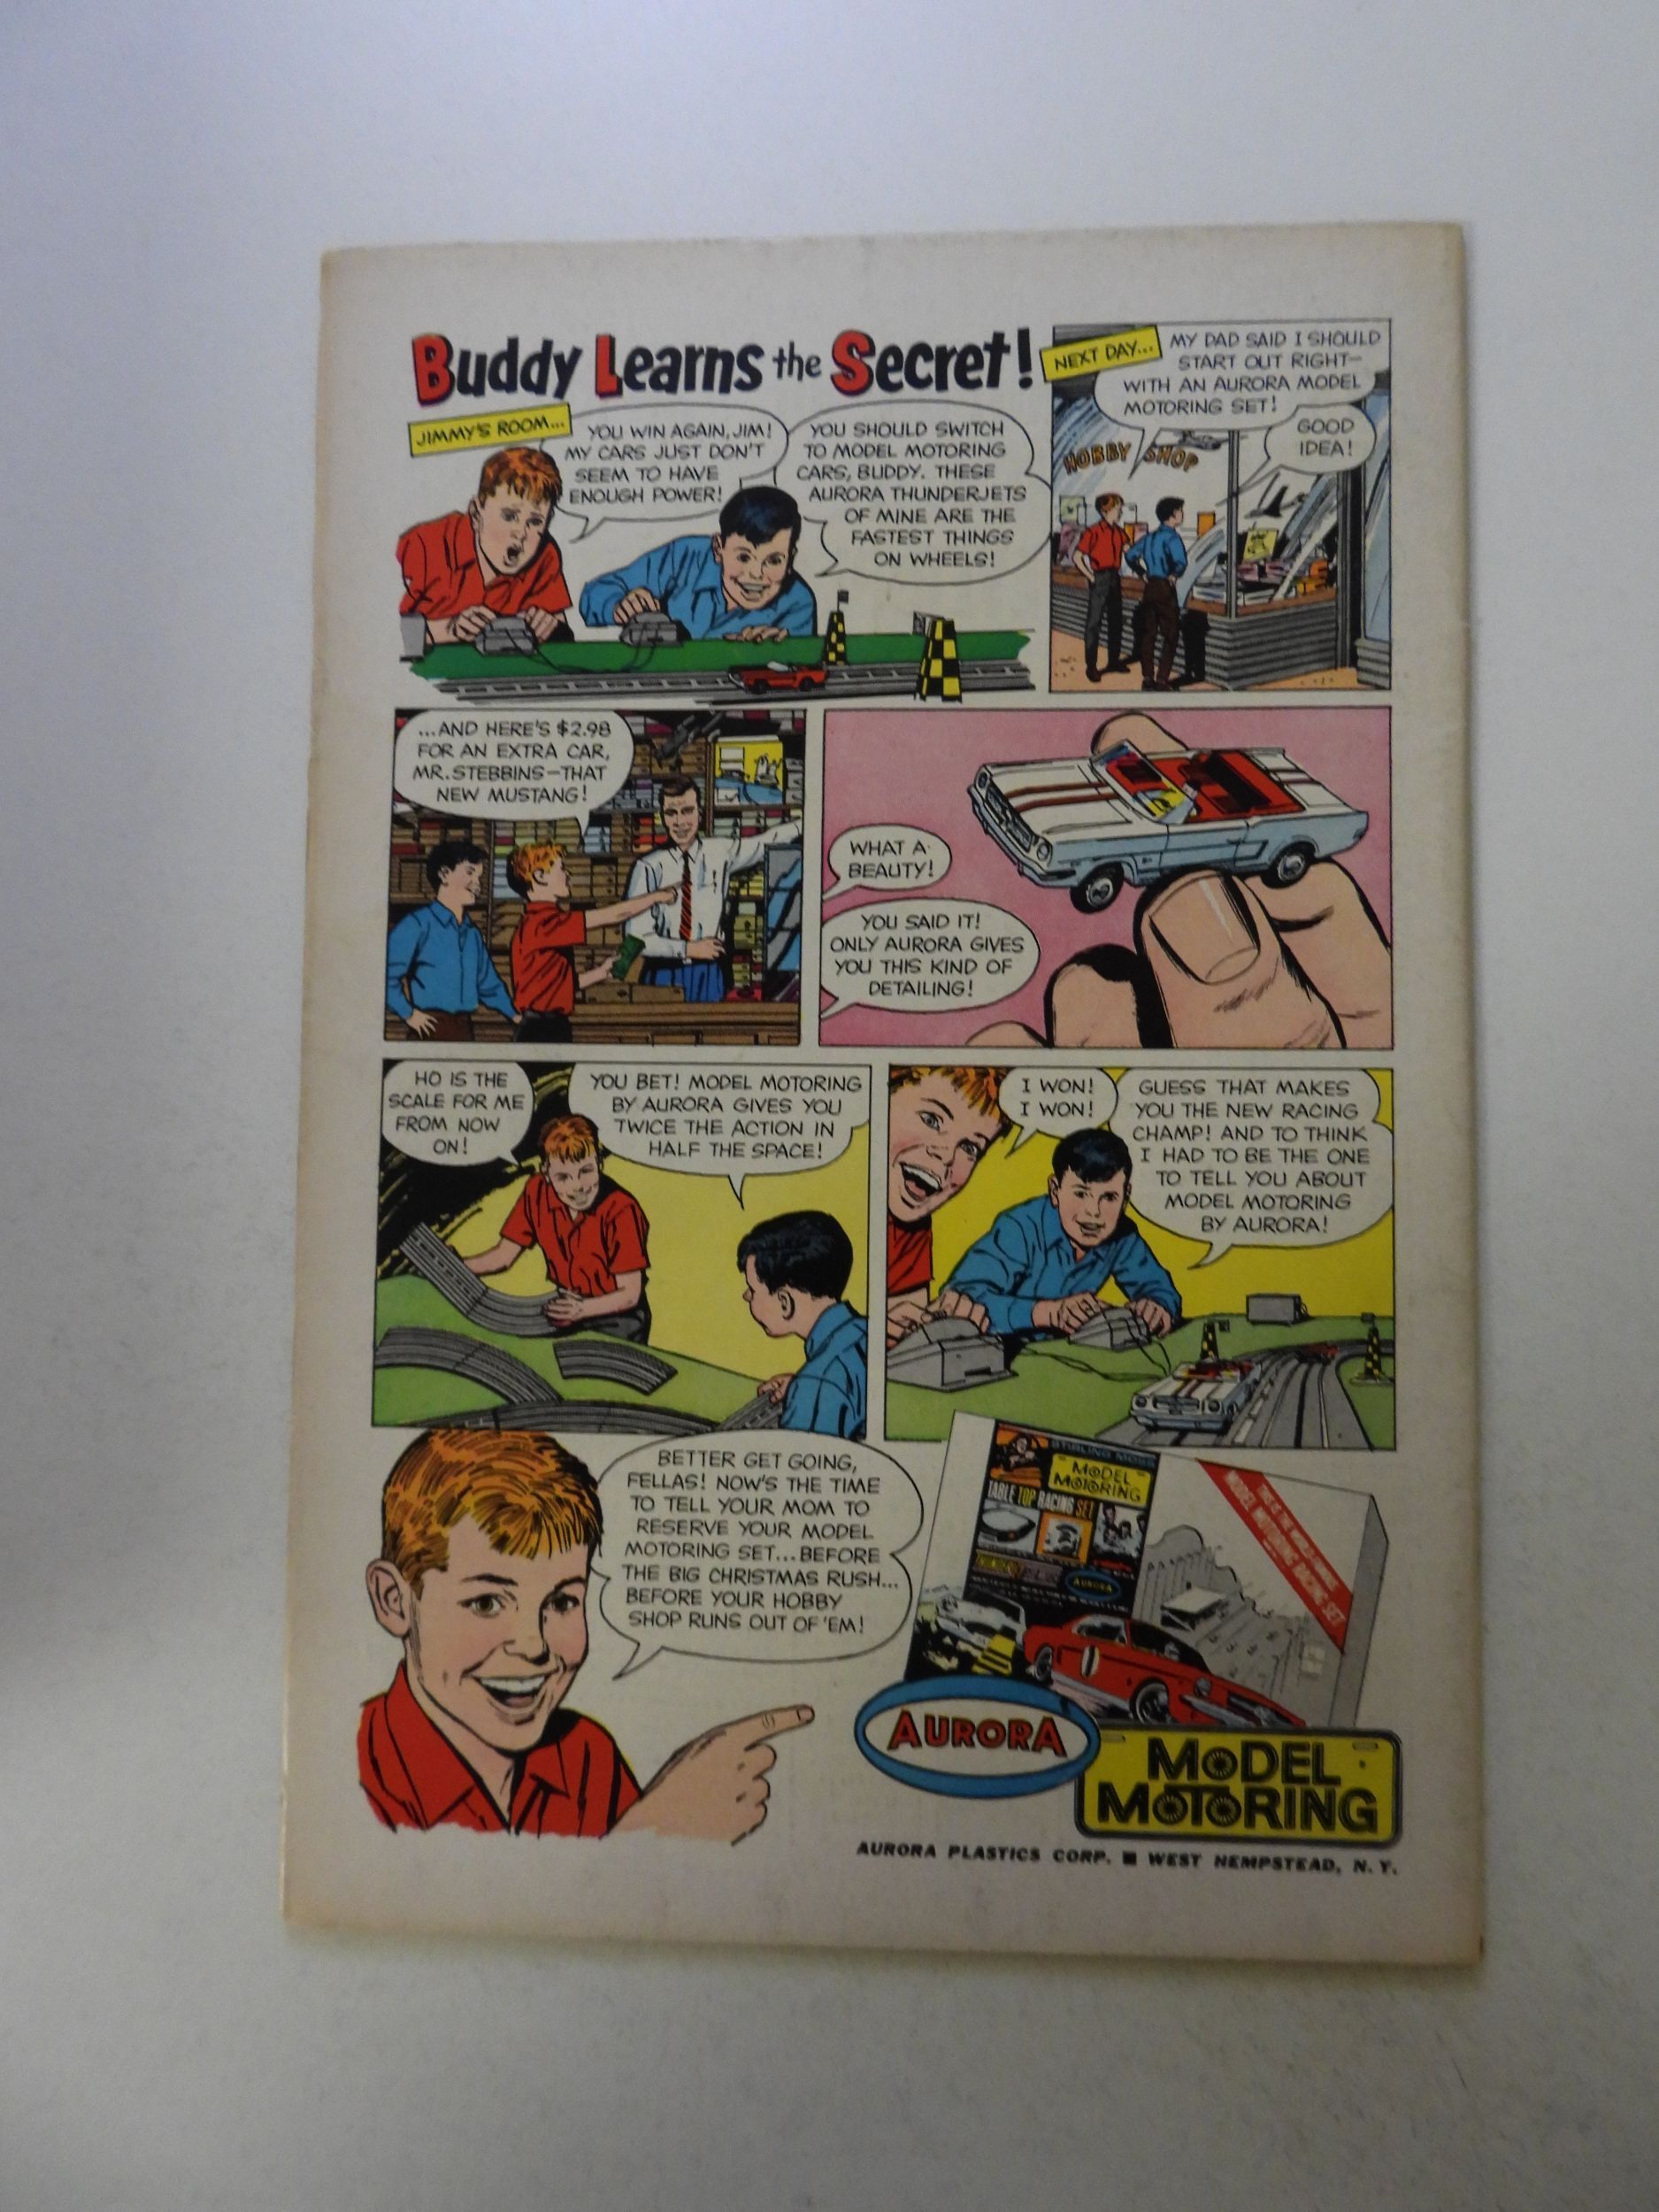 Buddy Learns the Secret!
JIMMY'S ROOM...
YOU WIN AGAIN, JIM!
MY CARS JUST DON'T
SEEM TO HAVE
ENOUGH POWER!
YOU SHOULD SWITCH
TO MODEL MOTORING
CARS, BUDDY. THESE
AURORA THUNDERJETS
OF MINE ARE THE
FASTEST THINGS
ON WHEELS!
NEXT DAY...
MY DAD SAID I SHOULD
START OUT RIGHT—
WITH AN AURORA MODEL
MOTORING SET!
GOOD
IDEA!
HOBBY SHOP
...AND HERE'S $2.98
FOR AN EXTRA CAR,
MR. STEBBINS—THAT
NEW MUSTANG!
WHAT A
BEAUTY!
YOU SAID IT!
ONLY AURORA GIVES
YOU THIS KIND OF
DETAILING!
HO IS THE
SCALE FOR ME
FROM NOW
ON!
YOU BET! MODEL MOTORING
BY AURORA GIVES YOU
TWICE THE ACTION IN
HALF THE SPACE!
I WON!
I WON!
GUESS THAT MAKES
YOU THE NEW RACING
CHAMP! AND TO THINK
I HAD TO BE THE ONE
TO TELL YOU ABOUT
MODEL MOTORING
BY AURORA!
BETTER GET GOING,
FELLAS! NOW'S THE TIME
TO TELL YOUR MOM TO
RESERVE YOUR MODEL
MOTORING SET...BEFORE
THE BIG CHRISTMAS RUSH...
BEFORE YOUR HOBBY
SHOP RUNS OUT OF 'EM!
STIRLING MOSS
MODEL
MOTORING
TABLE TOP RACING SET
AURORA
MODEL MOTORING RACING SET
AURORA
MODEL
MOTORING
AURORA PLASTICS CORP. ■ WEST HEMPSTEAD, N. Y.